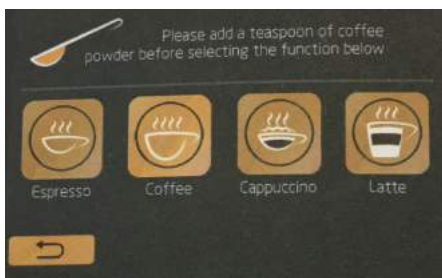 Please add a teaspoon of coffee
powder before selecting the function below
Espresso
Coffee
Cappuccino
Latte